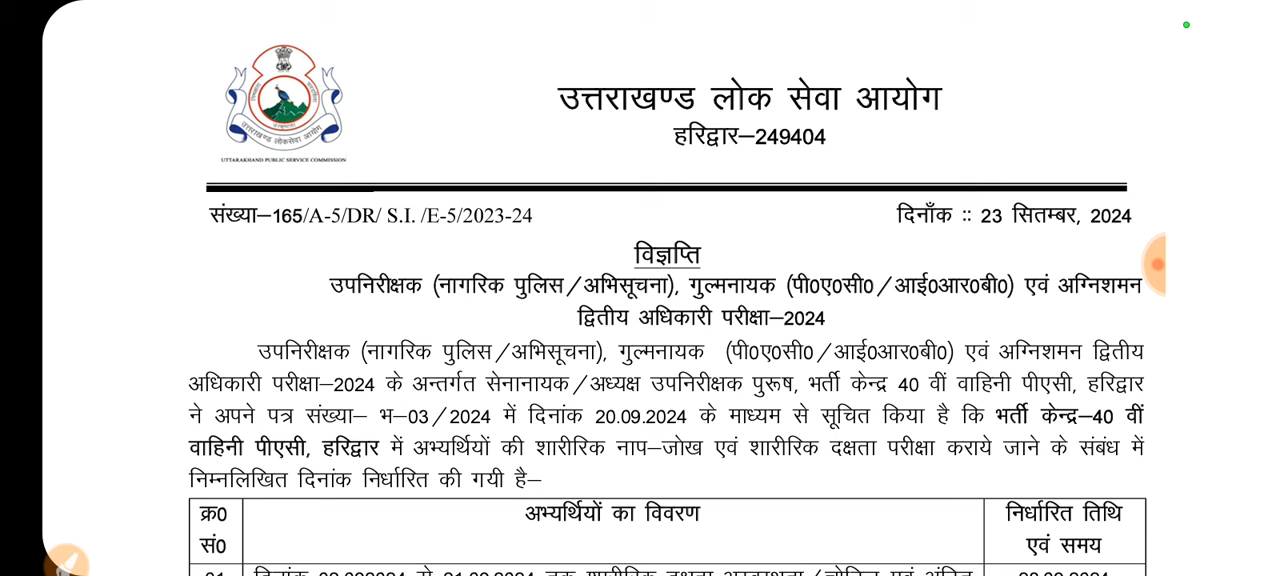 उत्तराखण्ड लोक सेवा आयोग
हरिद्वार–249404
उत्तराखण्ड लोकसेवा आयोग
UTTARAKHAND PUBLIC SERVICE COMMISSION
संख्या–165/A-5/DR/ S.I. /E-5/2023-24
दिनाँक :: 23 सितम्बर, 2024
विज्ञप्ति
उपनिरीक्षक (नागरिक पुलिस/अभिसूचना), गुल्मनायक (पी0ए0सी0/आई0आर0बी0) एवं अग्निशमन
द्वितीय अधिकारी परीक्षा–2024
उपनिरीक्षक (नागरिक पुलिस/अभिसूचना), गुल्मनायक (पी0ए0सी0/आई0आर0बी0) एवं अग्निशमन द्वितीय
अधिकारी परीक्षा–2024 के अन्तर्गत सेनानायक/अध्यक्ष उपनिरीक्षक पुरूष, भर्ती केन्द्र 40 वीं वाहिनी पीएसी, हरिद्वार
ने अपने पत्र संख्या– भ–03/2024 में दिनांक 20.09.2024 के माध्यम से सूचित किया है कि भर्ती केन्द्र–40 वीं
वाहिनी पीएसी, हरिद्वार में अभ्यर्थियों की शारीरिक नाप–जोख एवं शारीरिक दक्षता परीक्षा कराये जाने के संबंध में
निम्नलिखित दिनांक निर्धारित की गयी है–
क्र0
सं0
अभ्यर्थियों का विवरण
निर्धारित तिथि
एवं समय